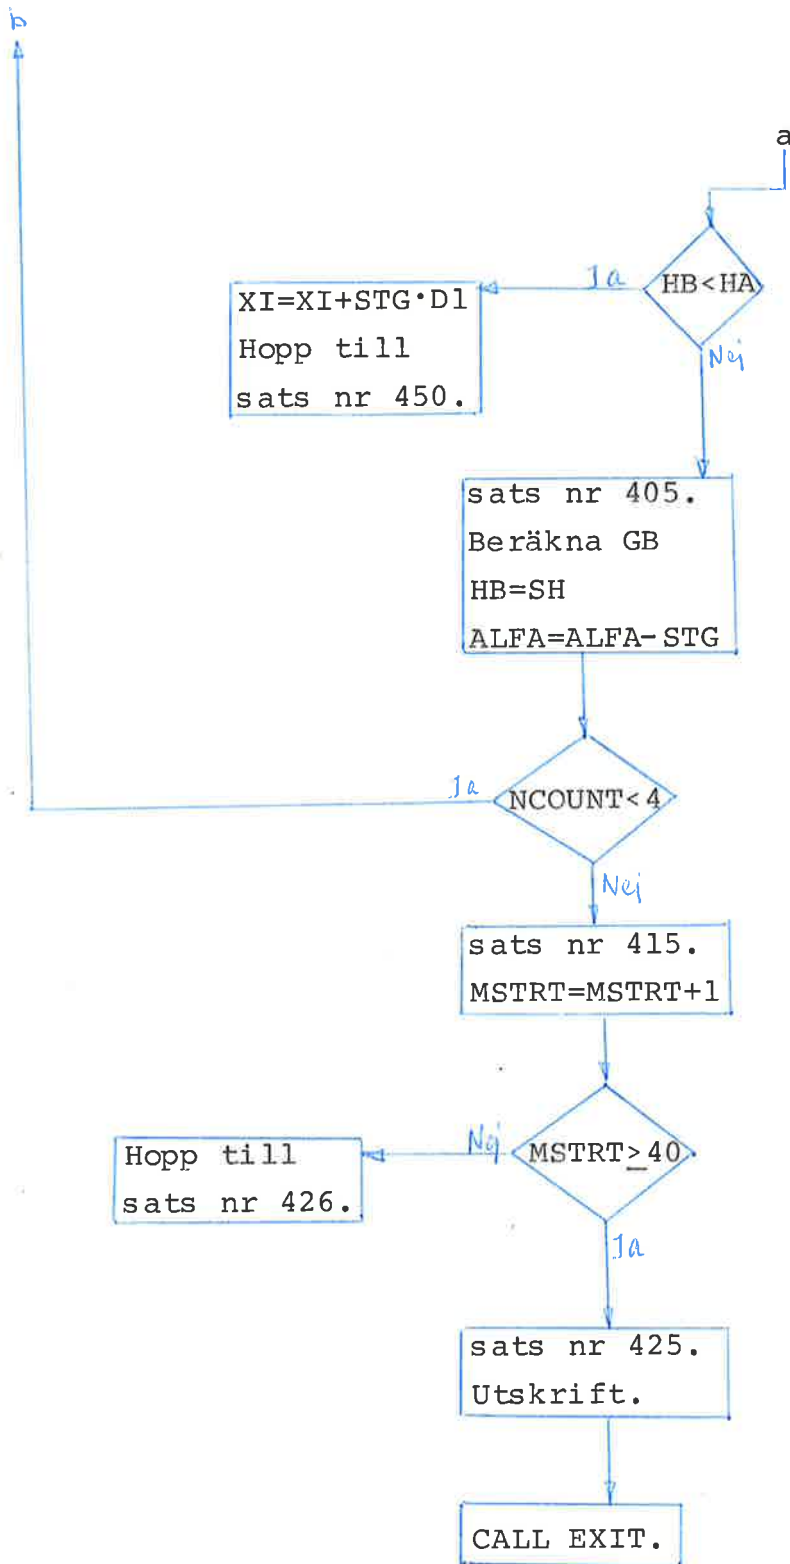 b
a
HB<HA
Ja
XI=XI+STG·D1
Hopp till
sats nr 450.
Nej
sats nr 405.
Beräkna GB
HB=SH
ALFA=ALFA-STG
Ja
NCOUNT<4
Nej
sats nr 415.
MSTRT=MSTRT+1
Nej
MSTRT≥40
Hopp till
sats nr 426.
Ja
sats nr 425.
Utskrift.
CALL EXIT.